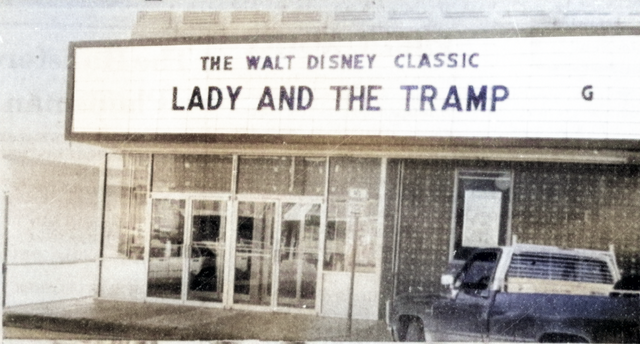 THE WALT DISNEY CLASSIC
LADY AND THE TRAMP G